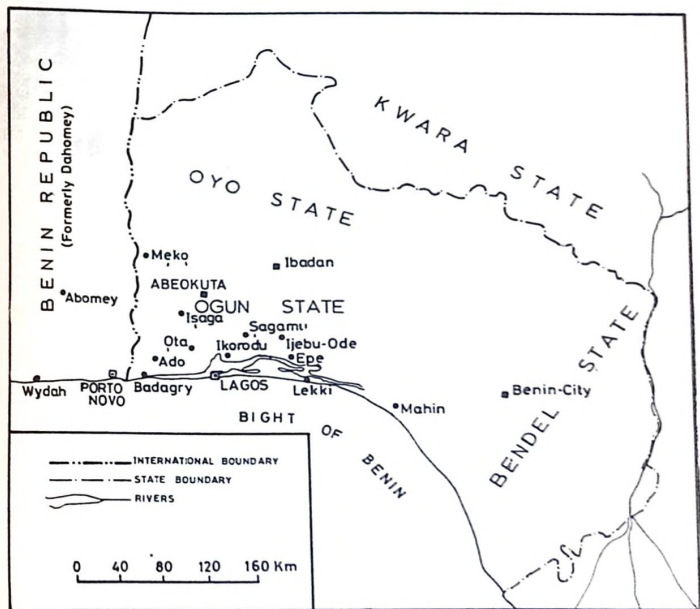 BENIN REPUBLIC
(Formerly Dahomey)
KWARA STATE
OYO STATE
Meko
Ibadan
ABEOKUTA
Abomey
OGUN STATE
Isaga
Sagamu
Ota
Ikorodu
Ijebu-Ode
Ado
Epe
Wydah
PORTO
NOVO
Badagry
LAGOS
Lekki
Benin-City
Mahin
BENDEL STATE
BIGHT OF BENIN
INTERNATIONAL BOUNDARY
STATE BOUNDARY
RIVERS
0 40 80 120 160 Km